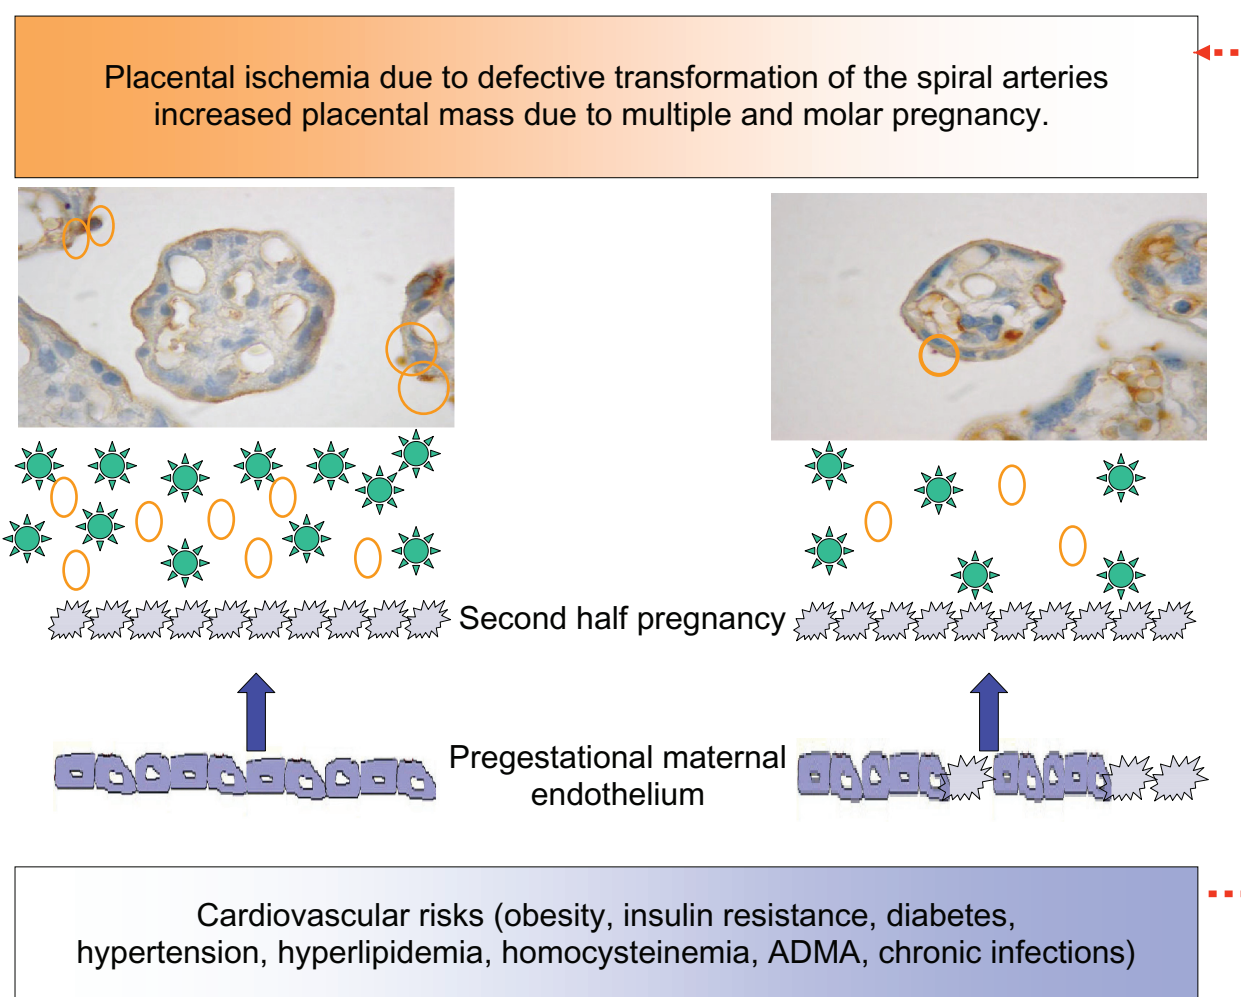 Placental ischemia due to defective transformation of the spiral arteries
increased placental mass due to multiple and molar pregnancy.
Second half pregnancy
Pregestational maternal
endothelium
Cardiovascular risks (obesity, insulin resistance, diabetes,
hypertension, hyperlipidemia, homocysteinemia, ADMA, chronic infections)